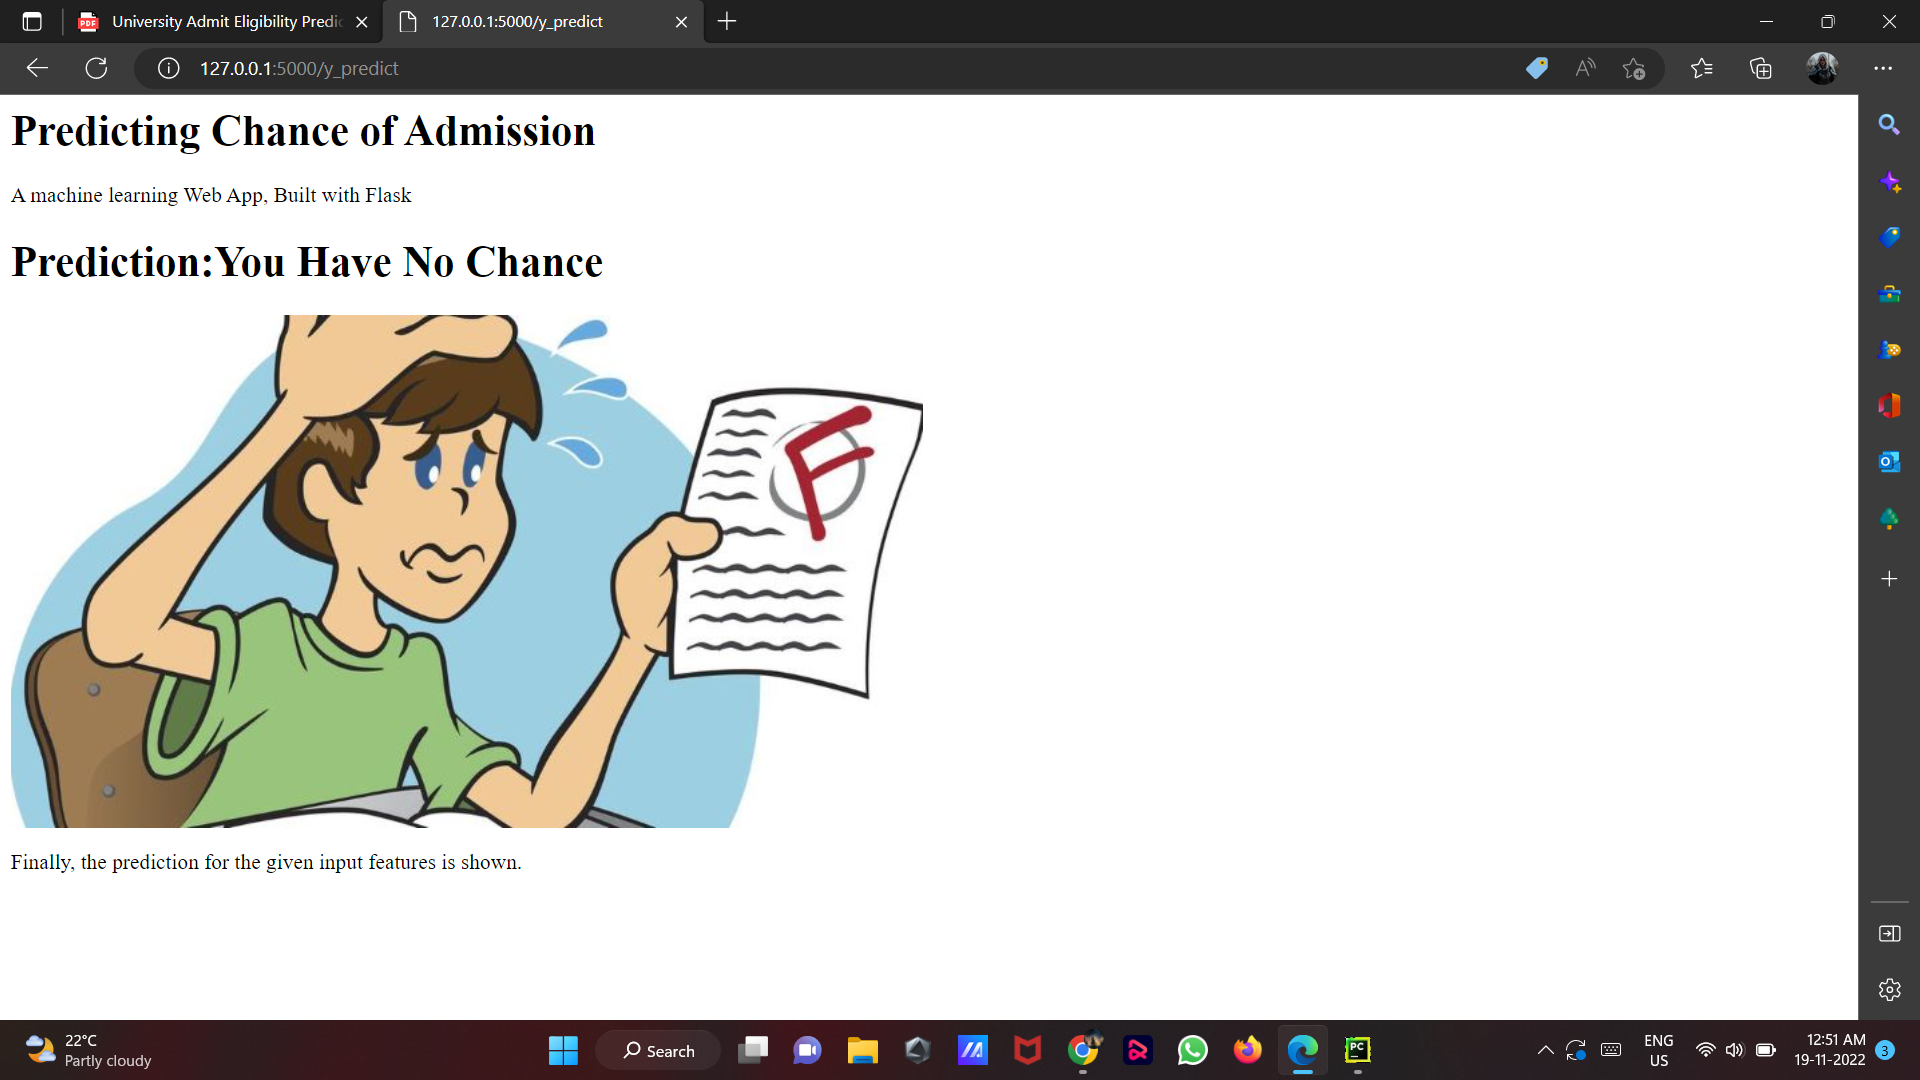 University Admit Eligibility Predic
127.0.0.1:5000/y_predict
127.0.0.1:5000/y_predict
Predicting Chance of Admission
A machine learning Web App, Built with Flask
Prediction:You Have No Chance
F
Finally, the prediction for the given input features is shown.
22°C
Partly cloudy
Search
PC
ENG
US
12:51 AM
19-11-2022
3